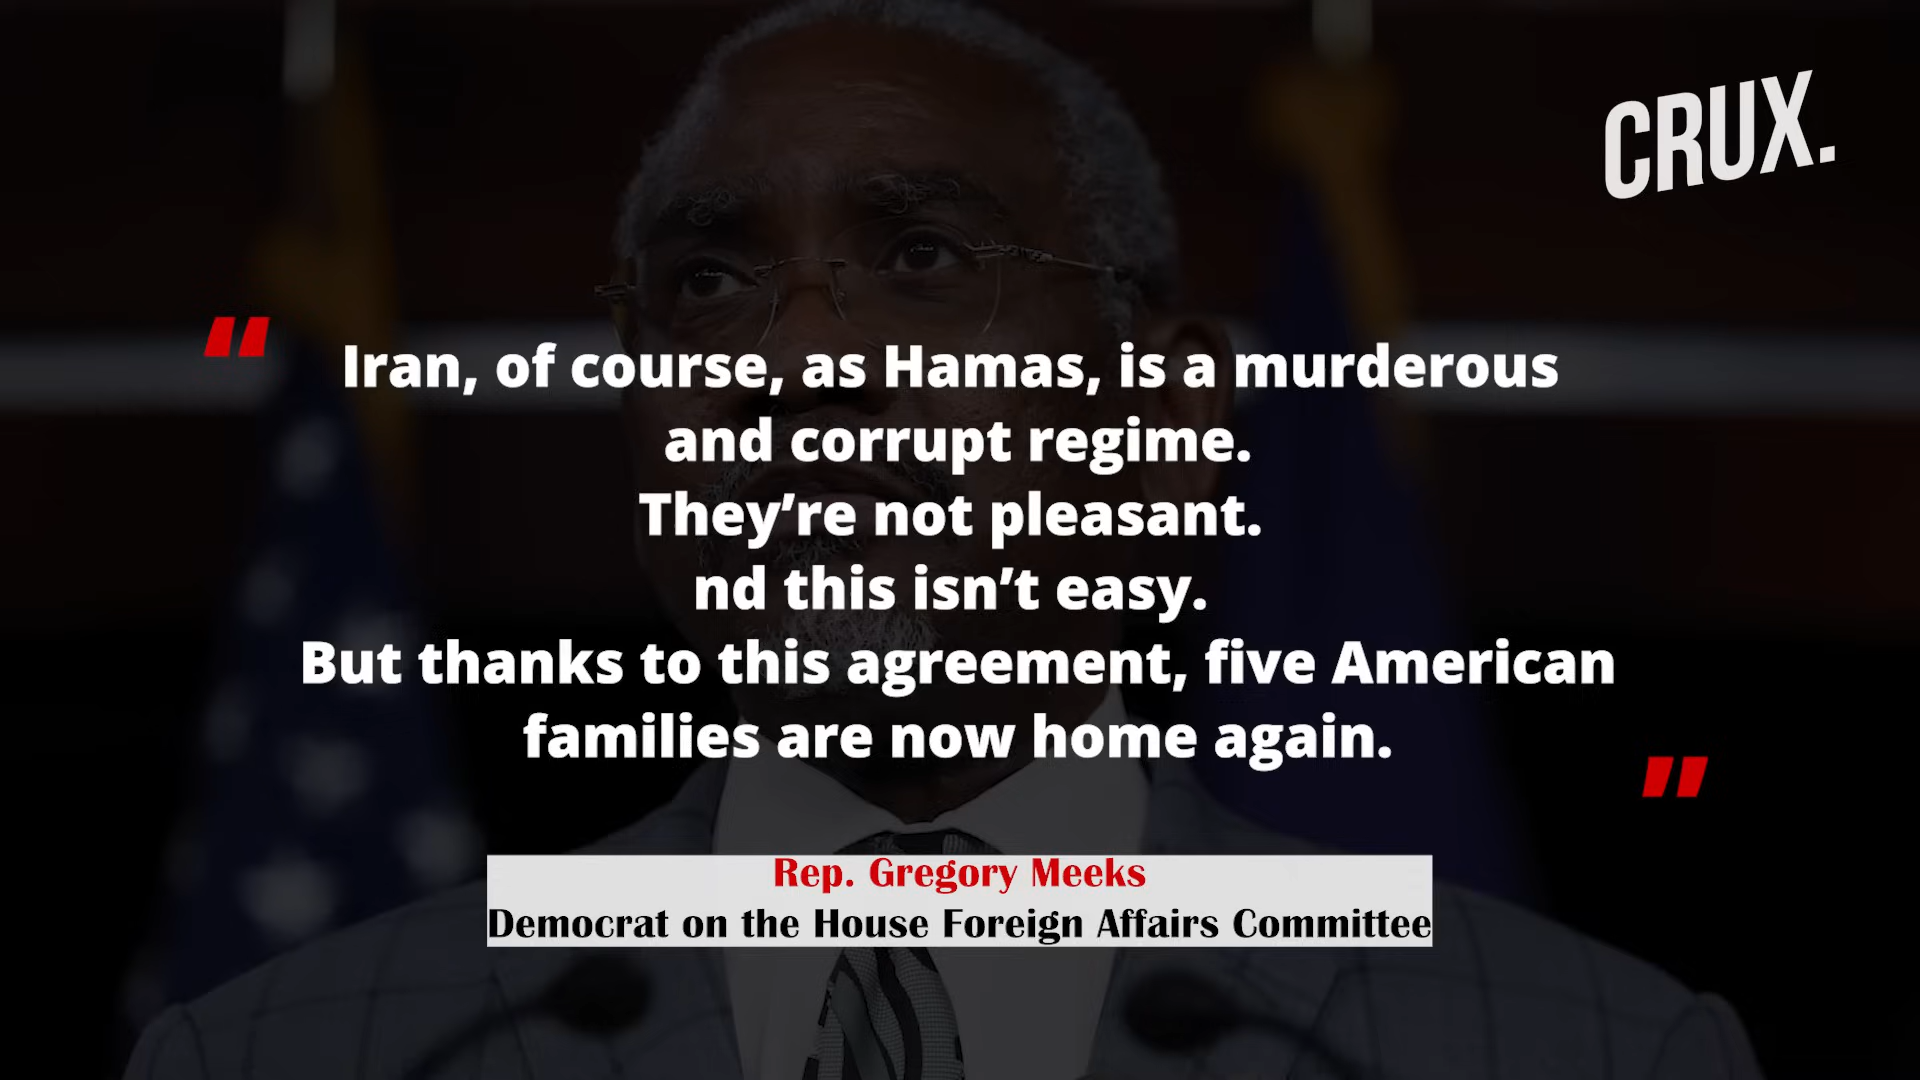 CRUX.
“
Iran, of course, as Hamas, is a murderous
and corrupt regime.
They’re not pleasant.
nd this isn’t easy.
But thanks to this agreement, five American
families are now home again.
”
Rep. Gregory Meeks
Democrat on the House Foreign Affairs Committee